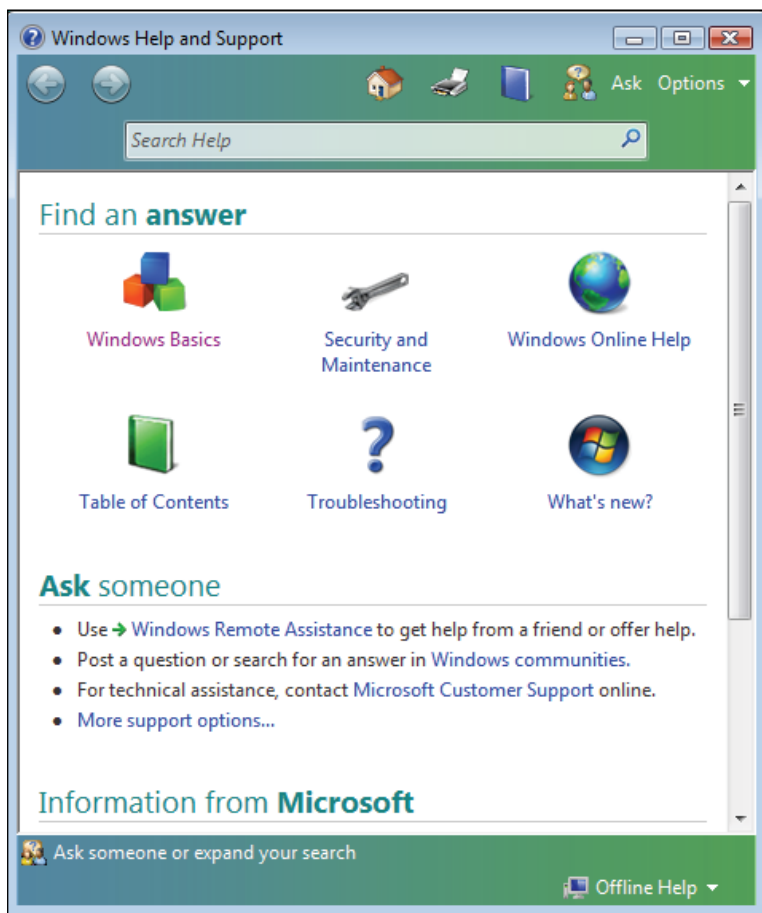 Windows Help and Support
Ask Options
Search Help
Find an answer
Windows Basics
Security and
Maintenance
Windows Online Help
Table of Contents
Troubleshooting
What's new?
Ask someone
Use Windows Remote Assistance to get help from a friend or offer help.
Post a question or search for an answer in Windows communities.
For technical assistance, contact Microsoft Customer Support online.
More support options...
Information from Microsoft
Ask someone or expand your search
Offline Help